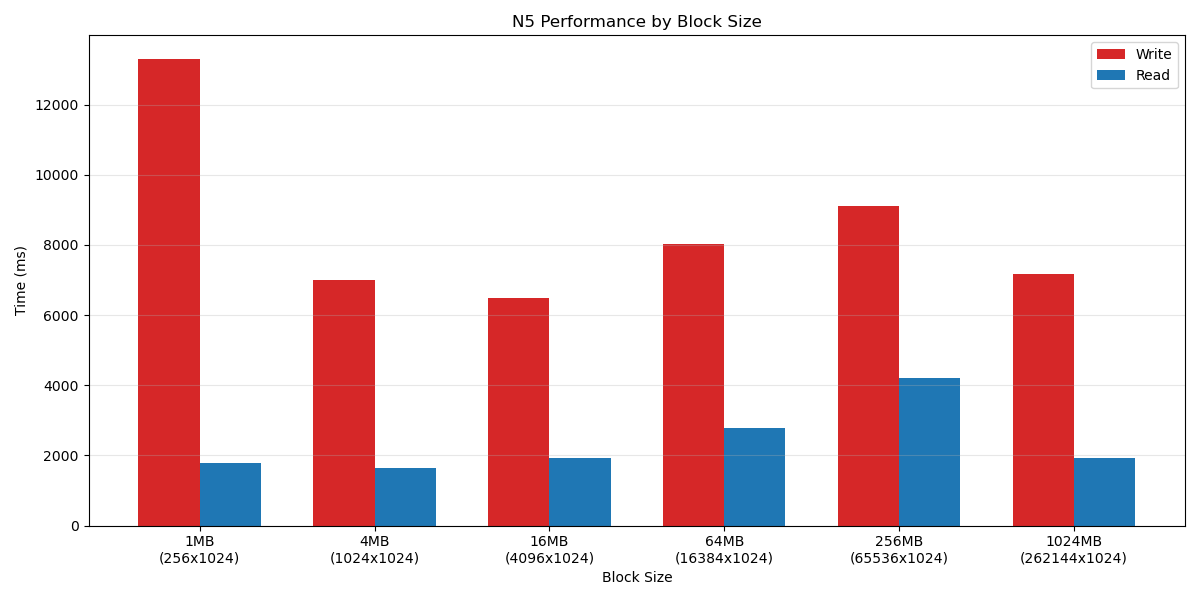 N5 Performance by Block Size
Write
Read
Time (ms)
12000
10000
8000
6000
4000
2000
0
1MB 4MB 16MB 64MB 256MB 1024MB
(256x1024) (1024x1024) (4096x1024) (16384x1024) (65536x1024) (262144x1024)
Block Size